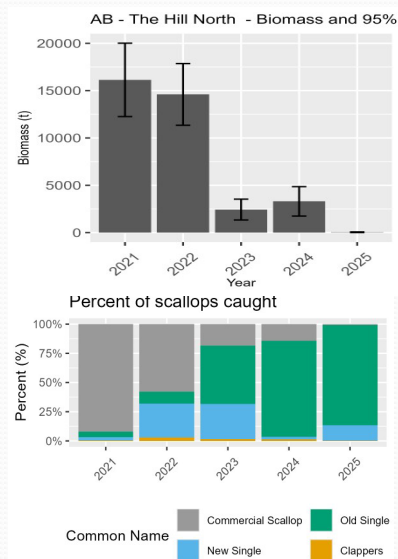 AB - The Hill North - Biomass and 95%
20000
15000
10000
5000
0
Biomass (t)
2021 2022 2023 2024 2025
Year
Percent of scallops caught
100%
75%
50%
25%
0%
Percent (%)
2021 2022 2023 2024 2025
Common Name
Commercial Scallop Old Single
New Single Clappers